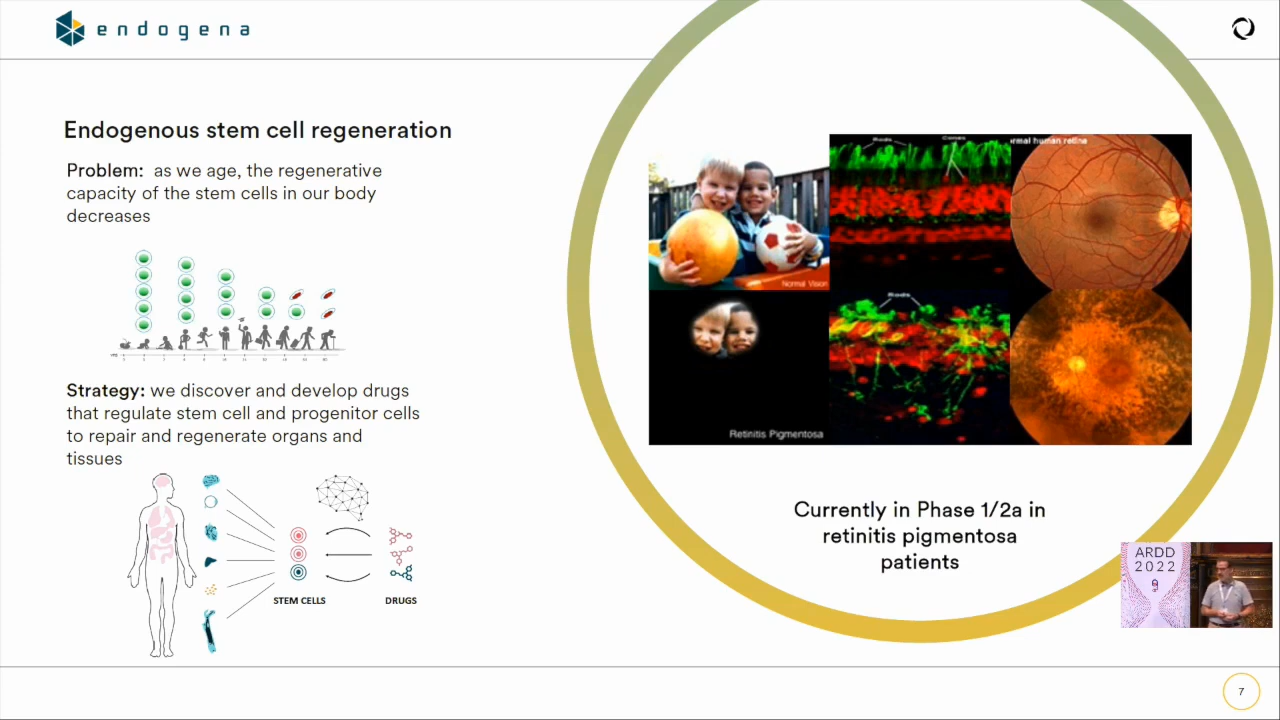 endogena
Endogenous stem cell regeneration
Problem: as we age, the regenerative
capacity of the stem cells in our body
decreases
Strategy: we discover and develop drugs
that regulate stem cell and progenitor cells
to repair and regenerate organs and
tissues
STEM CELLS
DRUGS
Rods
Cones
rmal human retina
Normal Vision
Rods
Retinitis Pigmentosa
Currently in Phase 1/2a in
retinitis pigmentosa
patients
ARDD
2022
7